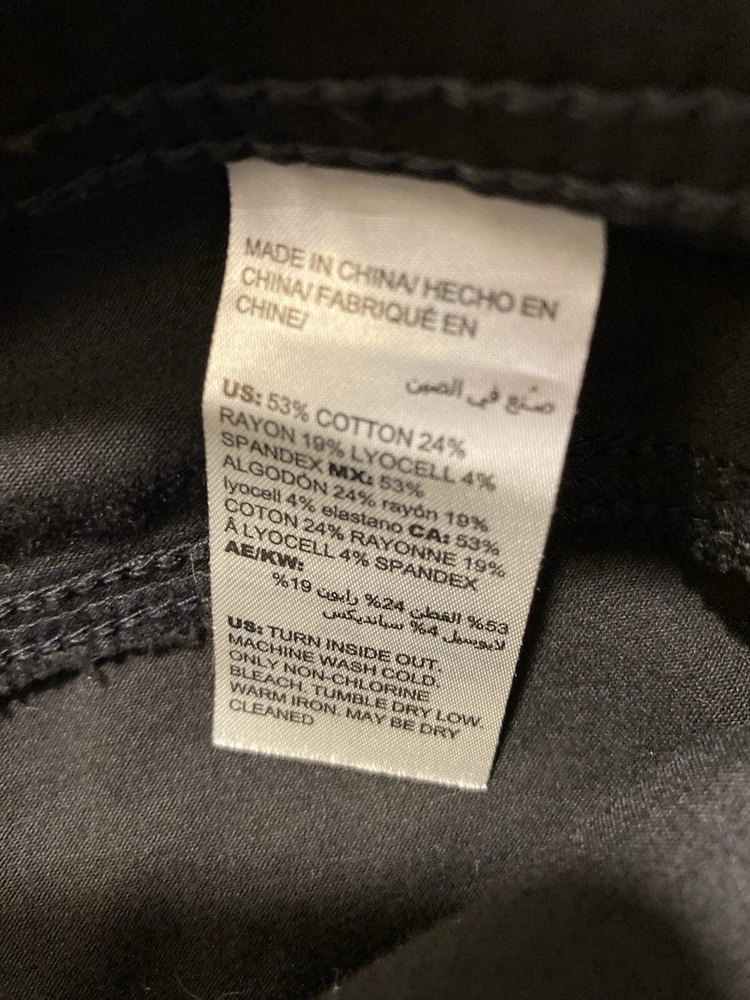 MADE IN CHINA/ HECHO EN
CHINA/ FABRIQUÉ EN
CHINE/
صنع في الصين
US: 53% COTTON 24%
RAYON 19% LYOCELL 4%
SPANDEX MX: 53%
ALGODÓN 24% rayón 19%
lyocell 4% elastano CA: 53%
COTON 24% RAYONNE 19%
Â LYOCELL 4% SPANDEX
AE/KW:
53% القطن 24% رايون 19%
لايوسيل 4% سبانديكس
US: TURN INSIDE OUT.
MACHINE WASH COLD.
ONLY NON-CHLORINE
BLEACH. TUMBLE DRY LOW.
WARM IRON. MAY BE DRY
CLEANED